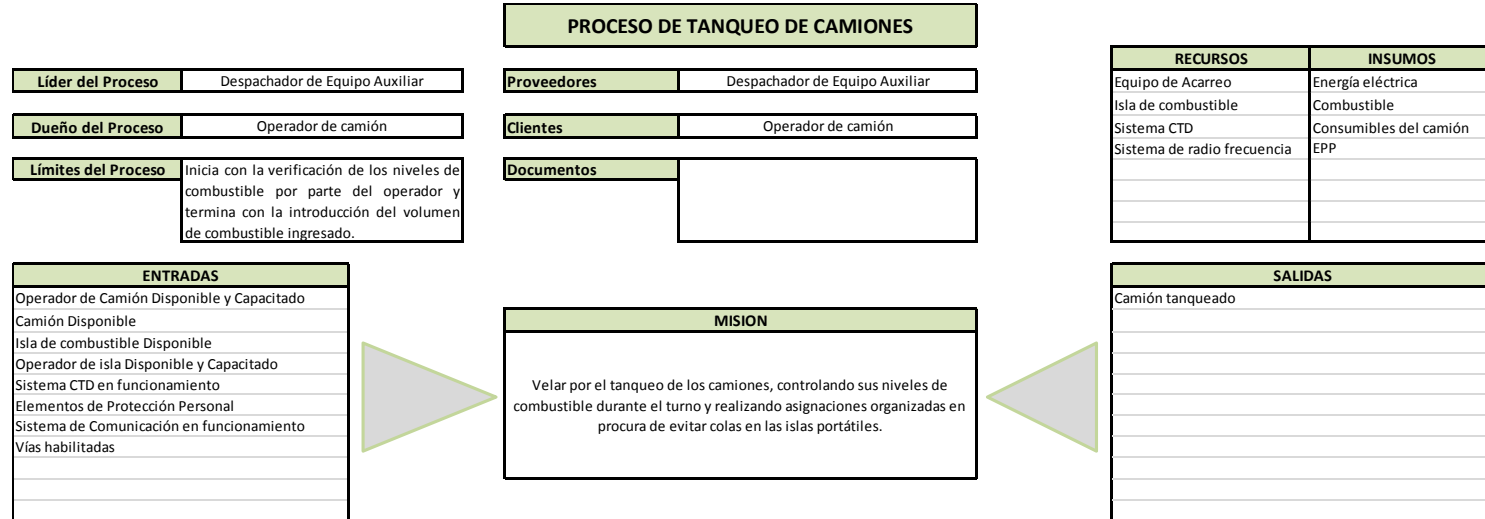 PROCESO DE TANQUEO DE CAMIONES
Líder del Proceso
Despachador de Equipo Auxiliar
Dueño del Proceso
Operador de camión
Límites del Proceso
Inicia con la verificación de los niveles de
combustible por parte del operador y
termina con la introducción del volumen
de combustible ingresado.
Proveedores
Despachador de Equipo Auxiliar
Clientes
Operador de camión
Documentos
RECURSOS
INSUMOS
Equipo de Acarreo
Energía eléctrica
Isla de combustible
Combustible
Sistema CTD
Consumibles del camión
Sistema de radio frecuencia
EPP
ENTRADAS
Operador de Camión Disponible y Capacitado
Camión Disponible
Isla de combustible Disponible
Operador de isla Disponible y Capacitado
Sistema CTD en funcionamiento
Elementos de Protección Personal
Sistema de Comunicación en funcionamiento
Vías habilitadas
MISION
Velar por el tanqueo de los camiones, controlando sus niveles de
combustible durante el turno y realizando asignaciones organizadas en
procura de evitar colas en las islas portátiles.
SALIDAS
Camión tanqueado